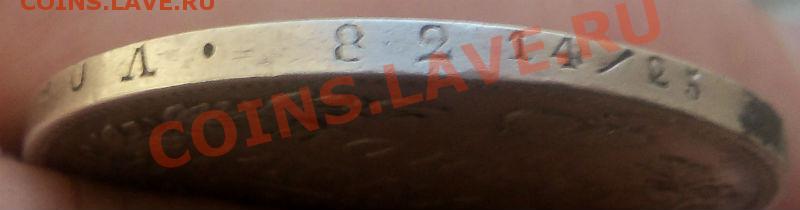 COINS.LAVE.RU
О Л • 8 2 14/25
COINS.LAVE.RU